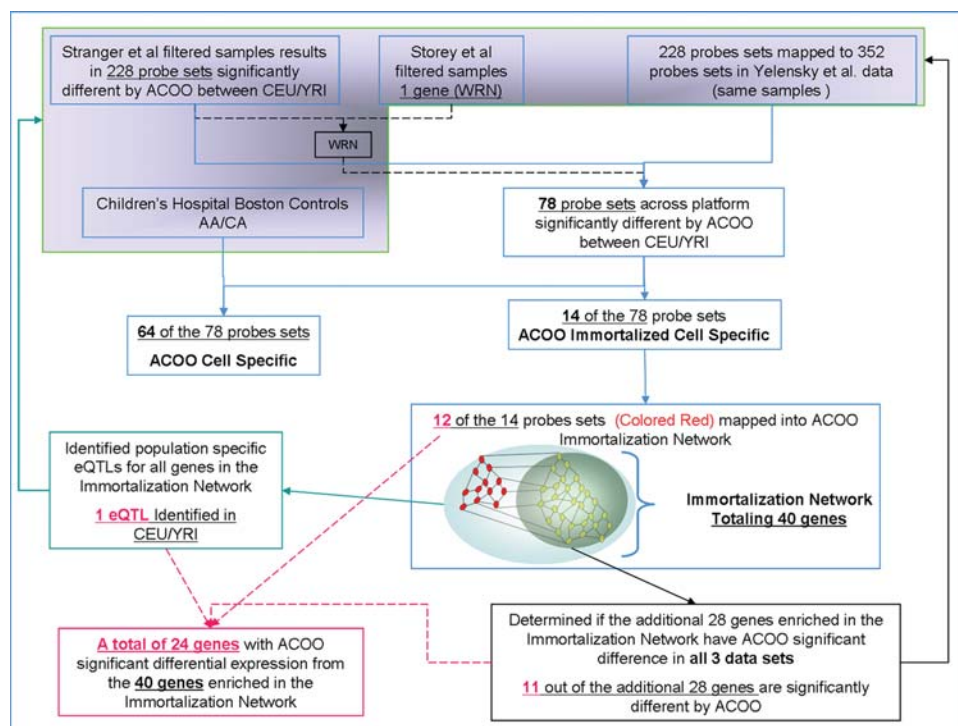 Stranger et al filtered samples results
in 228 probe sets significantly
different by ACOO between CEU/YRI
Storey et al
filtered samples
1 gene (WRN)
228 probes sets mapped to 352
probes sets in Yelensky et al. data
(same samples )
WRN
Children's Hospital Boston Controls
AA/CA
78 probe sets across platform
significantly different by ACOO
between CEU/YRI
64 of the 78 probes sets
ACOO Cell Specific
14 of the 78 probe sets
ACOO Immortalized Cell Specific
12 of the 14 probes sets (Colored Red) mapped into ACOO
Immortalization Network
Immortalization Network
Totaling 40 genes
Identified population specific
eQTLs for all genes in the
Immortalization Network
1 eQTL Identified in
CEU/YRI
A total of 24 genes with ACOO
significant differential expression from
the 40 genes enriched in the
Immortalization Network
Determined if the additional 28 genes enriched in the
Immortalization Network have ACOO significant
difference in all 3 data sets
11 out of the additional 28 genes are significantly
different by ACOO